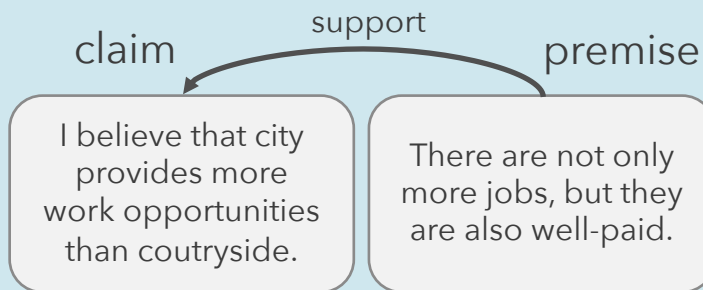 support
claim
premise
I believe that city
provides more
work opportunities
than coutryside.
There are not only
more jobs, but they
are also well-paid.